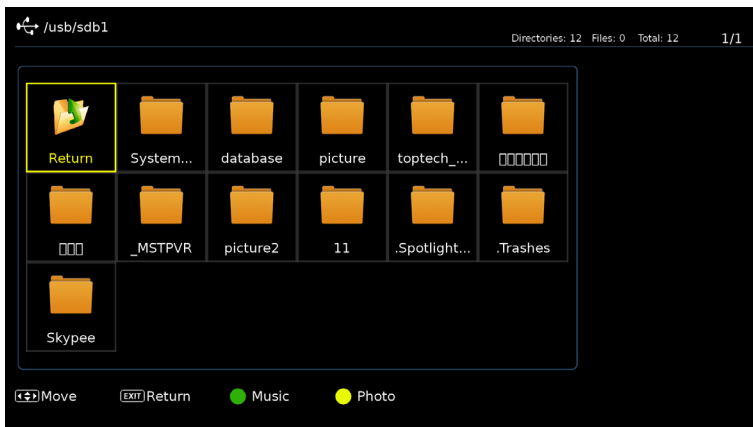 /usb/sdb1
Directories: 12 Files: 0 Total: 12 1/1
Return System... database picture toptech_... □□□□□□
□□□ _MSTPVR picture2 11 .Spotlight... .Trashes
Skypee
Move EXIT Return Music Photo